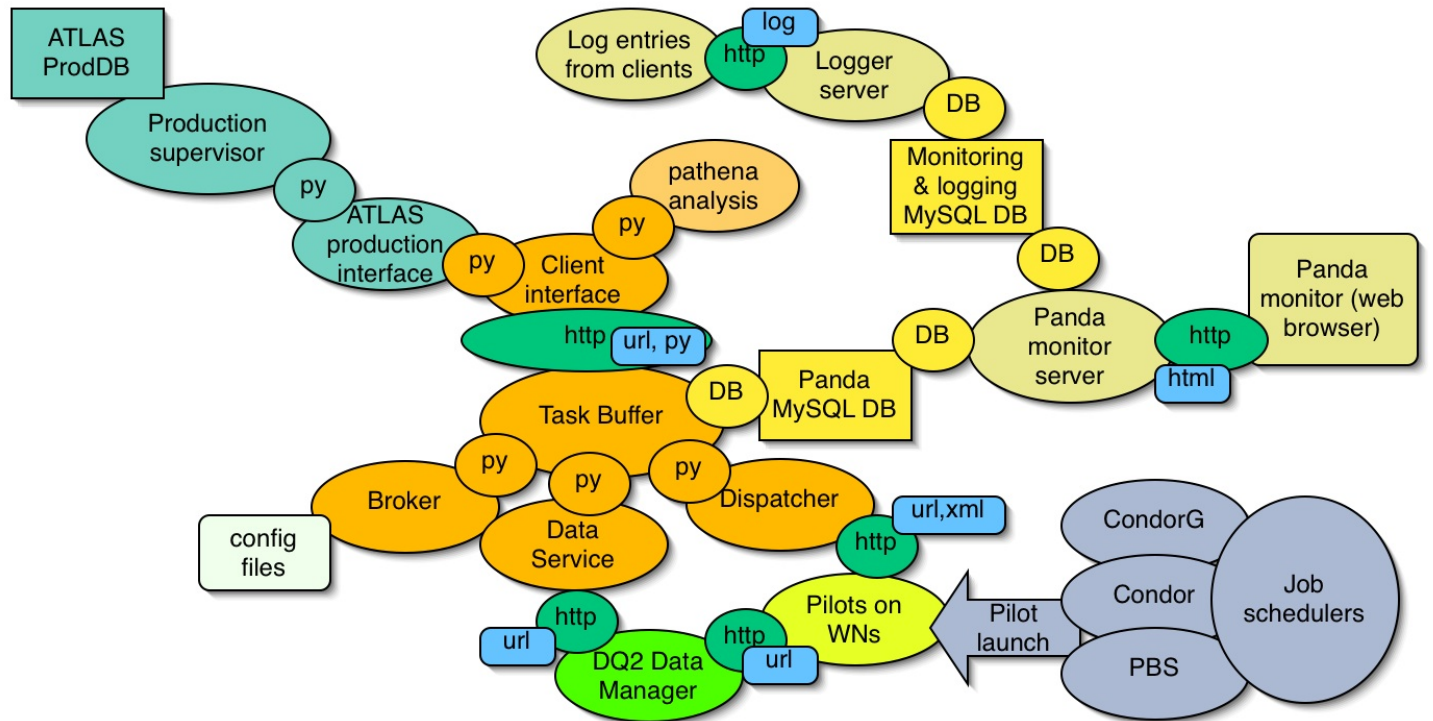 ATLAS
ProdDB
Production
supervisor
py
ATLAS
production
interface
py
Client
interface
py
pathena
analysis
http
url, py
Log entries
from clients
http
log
Logger
server
DB
Monitoring
& logging
MySQL DB
DB
Panda
monitor
server
http
html
Panda
monitor (web
browser)
DB
Panda
MySQL DB
DB
Task Buffer
py
py
py
Broker
config
files
Data
Service
Dispatcher
http
url,xml
http
url
DQ2 Data
Manager
http
url
Pilots on
WNs
Pilot
launch
CondorG
Condor
PBS
Job
schedulers